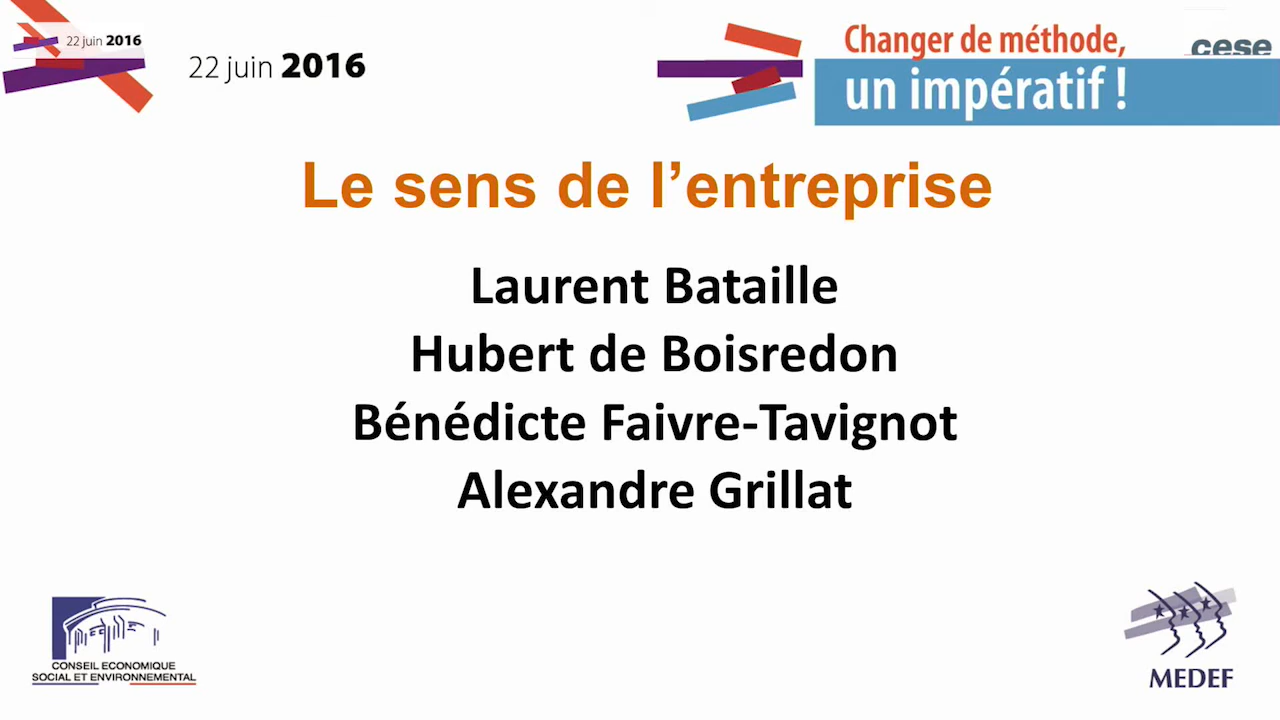 22 juin 2016
22 juin 2016
Changer de méthode,
un impératif !
cese
Le sens de l’entreprise
Laurent Bataille
Hubert de Boisredon
Bénédicte Faivre-Tavignot
Alexandre Grillat
CONSEIL ECONOMIQUE
SOCIAL ET ENVIRONNEMENTAL
MEDEF